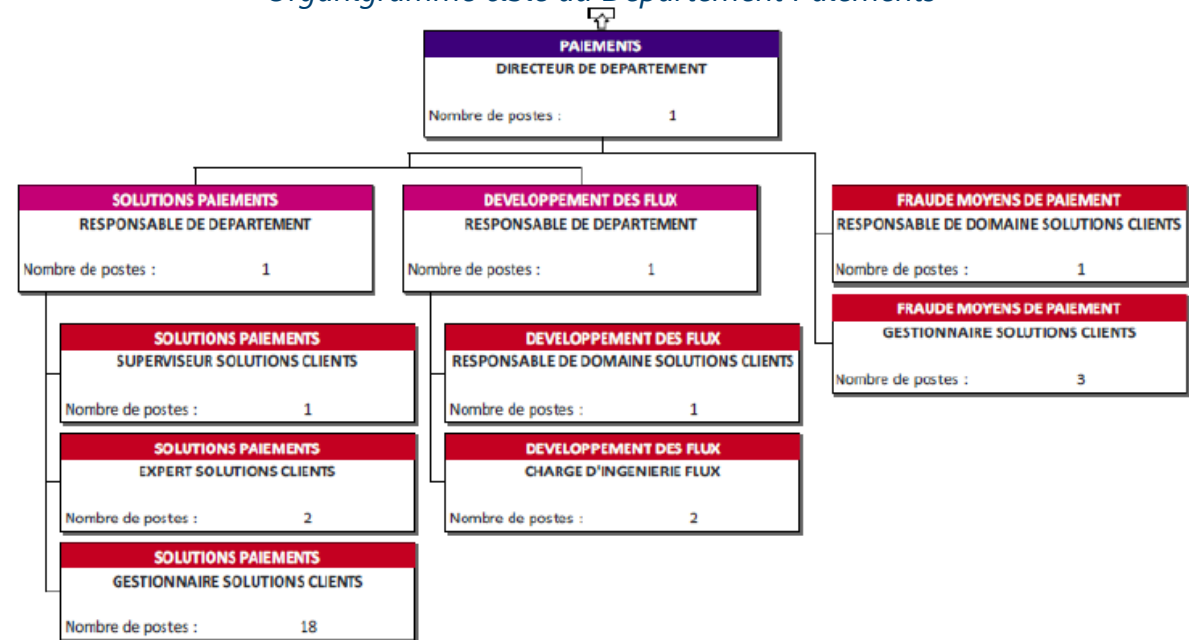 Organigramme cible du Département Paiements
PAIEMENTS
DIRECTEUR DE DEPARTEMENT
Nombre de postes : 1
SOLUTIONS PAIEMENTS
RESPONSABLE DE DEPARTEMENT
Nombre de postes : 1
SOLUTIONS PAIEMENTS
SUPERVISEUR SOLUTIONS CLIENTS
Nombre de postes : 1
SOLUTIONS PAIEMENTS
EXPERT SOLUTIONS CLIENTS
Nombre de postes : 2
SOLUTIONS PAIEMENTS
GESTIONNAIRE SOLUTIONS CLIENTS
Nombre de postes : 18
DEVELOPPEMENT DES FLUX
RESPONSABLE DE DEPARTEMENT
Nombre de postes : 1
DEVELOPPEMENT DES FLUX
RESPONSABLE DE DOMAINE SOLUTIONS CLIENTS
Nombre de postes : 1
DEVELOPPEMENT DES FLUX
CHARGE D'INGENIERIE FLUX
Nombre de postes : 2
FRAUDE MOYENS DE PAIEMENT
RESPONSABLE DE DOMAINE SOLUTIONS CLIENTS
Nombre de postes : 1
FRAUDE MOYENS DE PAIEMENT
GESTIONNAIRE SOLUTIONS CLIENTS
Nombre de postes : 3